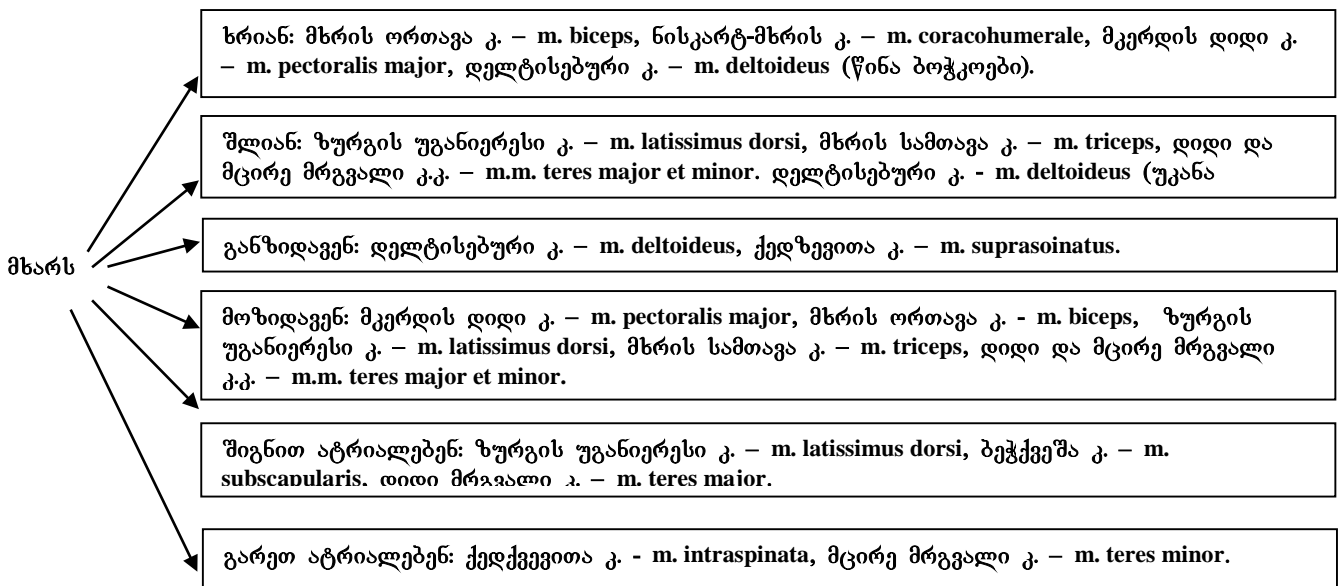 ხრიან: მხრის ორთავა კ. – m. biceps, ნისკარტ-მხრის კ. – m. coracohumerale, მკერდის დიდი კ.
– m. pectoralis major, დელტისებური კ. – m. deltoideus (წინა ბოჭკოები).
შლიან: ზურგის უგანიერესი კ. – m. latissimus dorsi, მხრის სამთავა კ. – m. triceps, დიდი და
მცირე მრგვალი კ.კ. – m.m. teres major et minor. დელტისებური კ. - m. deltoideus (უკანა
განზიდავენ: დელტისებური კ. – m. deltoideus, ქედზევითა კ. – m. suprasoinatus.
მხარს
მოზიდავენ: მკერდის დიდი კ. – m. pectoralis major, მხრის ორთავა კ. - m. biceps, ზურგის
უგანიერესი კ. – m. latissimus dorsi, მხრის სამთავა კ. – m. triceps, დიდი და მცირე მრგვალი
კ.კ. – m.m. teres major et minor.
შიგნით ატრიალებენ: ზურგის უგანიერესი კ. – m. latissimus dorsi, ბეჭქვეშა კ. – m.
subscapularis, დიდი მრგვალი კ. – m. teres major.
გარეთ ატრიალებენ: ქედქვევითა კ. - m. intraspinata, მცირე მრგვალი კ. – m. teres minor.